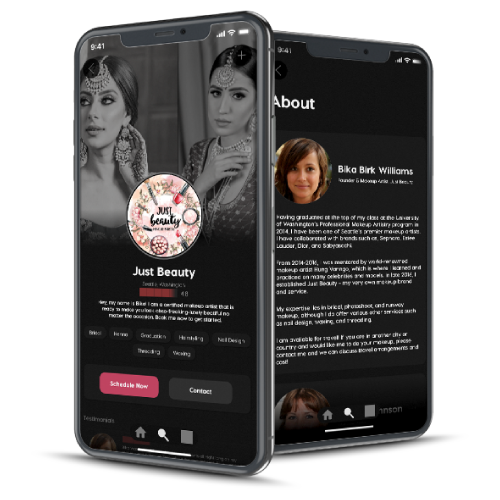 9:41
JUST
beauty
Just Beauty
Seattle, Washington
4.8
Hey, my name is Bika! I am a certified makeup artist that is
ready to make you look show-freaking-lovely beautiful no
matter the occasion. Book me now to get started.
Bridal
Henna
Graduation
Hairstyling
Nail Design
Threading
Waxing
Schedule Now
Contact
Testimonials
9:41
About
Bika Birk Williams
Founder & Makeup Artist, Just Beauty
Having graduated at the top of my class at the University
of Washington's Professional Makeup Artistry program in
2014, I have been one of Seattle's premier makeup artists.
I have collaborated with brands such as, Sephora, Estee
Lauder, Dior, and Sabyasachi.
From 2014-2016, I was mentored by world-renowned
makeup artist Hung Vanngo, which is where I learned and
practiced on many celebrities and models. In late 2016, I
established Just Beauty - my very own makeup brand
and service.
My expertise lies in bridal, photoshoot, and runway
makeup, although I do offer various other services such
as nail design, waxing, and threading.
I am available for travel! If you are in another city or
country and would like me to do your makeup, please
contact me and we can discuss travel arrangements and
cost!
hnson